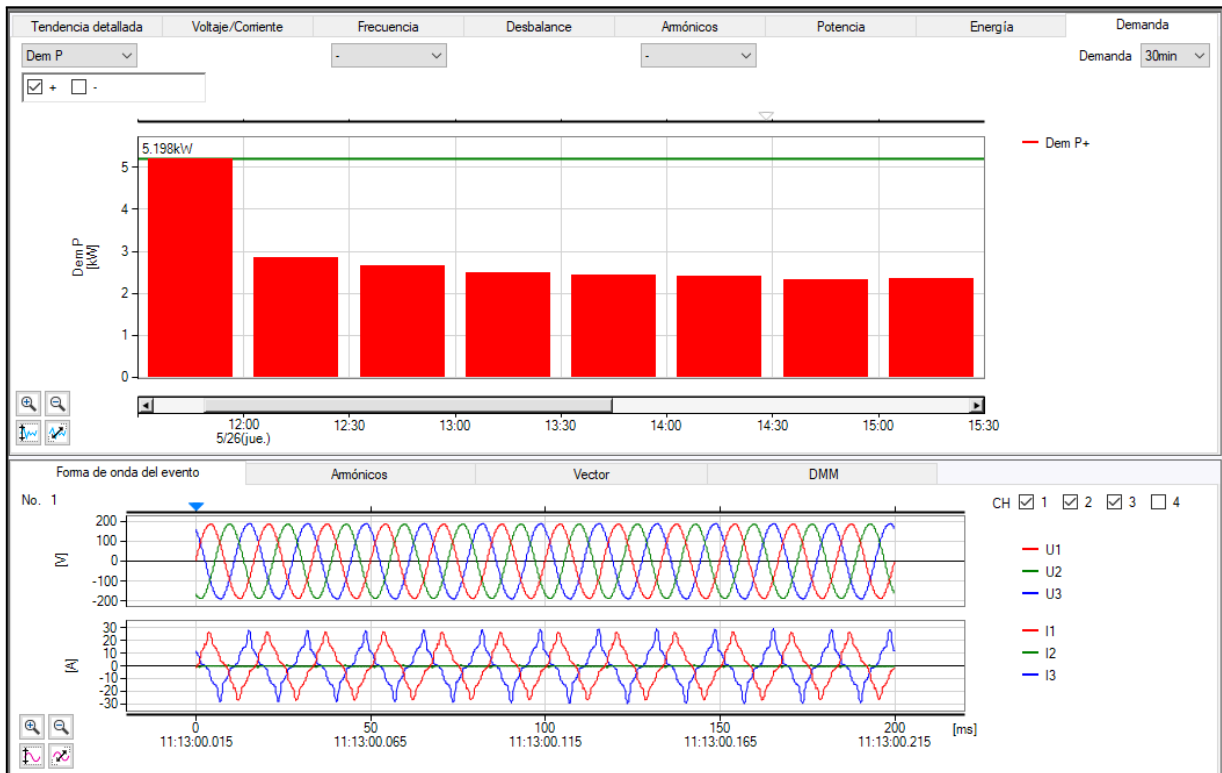 Tendencia detallada Voltaje/Corriente Frecuencia Desbalance Armónicos Potencia Energía Demanda
Dem P - - Demanda 30min
+ -
5.198kW
Dem P+
5
4
3
2
1
0
Dem P
[kW]
12:00 12:30 13:00 13:30 14:00 14:30 15:00 15:30
5/26(jue.)
Forma de onda del evento Armónicos Vector DMM
No. 1
CH 1 2 3 4
200
100
0
-100
-200
[V]
U1
U2
U3
30
20
10
0
-10
-20
-30
[A]
I1
I2
I3
0 50 100 150 200 [ms]
11:13:00.015 11:13:00.065 11:13:00.115 11:13:00.165 11:13:00.215